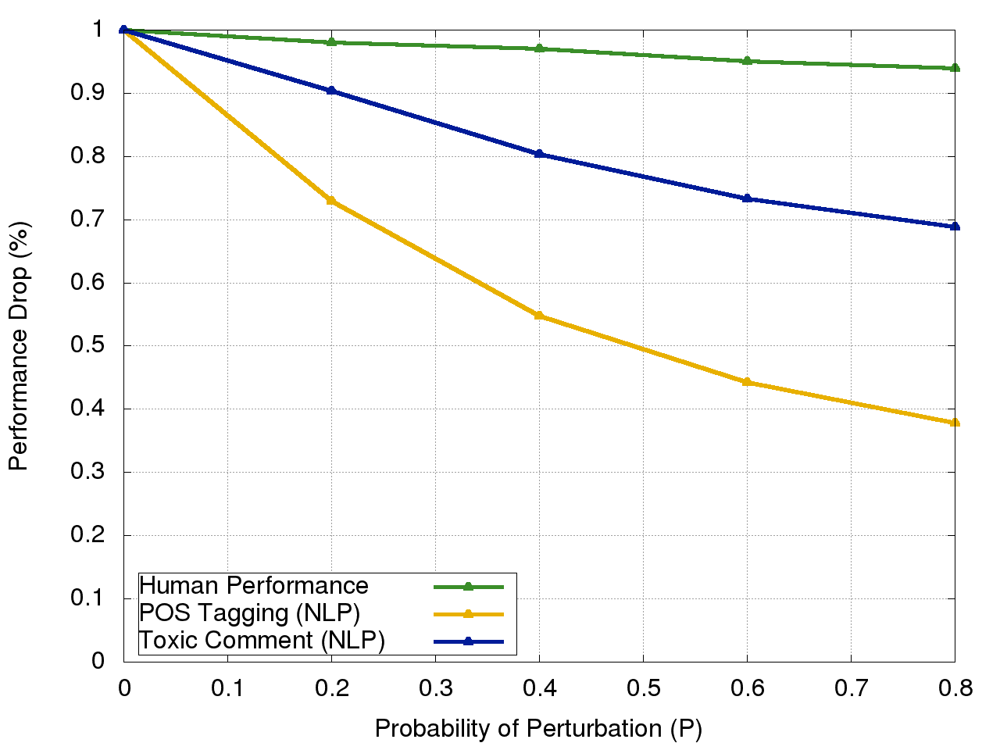 1
0.9
0.8
0.7
0.6
0.5
0.4
0.3
0.2
0.1
0
Performance Drop (%)
Human Performance
POS Tagging (NLP)
Toxic Comment (NLP)
0 0.1 0.2 0.3 0.4 0.5 0.6 0.7 0.8
Probability of Perturbation (P)